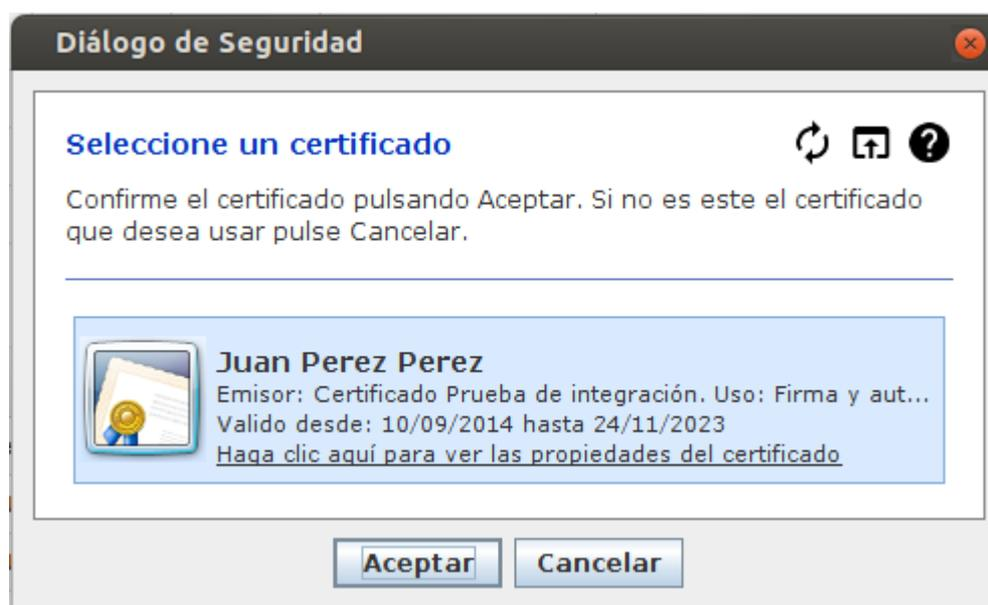 Diálogo de Seguridad
Seleccione un certificado
Confirme el certificado pulsando Aceptar. Si no es este el certificado
que desea usar pulse Cancelar.
Juan Perez Perez
Emisor: Certificado Prueba de integración. Uso: Firma y aut...
Valido desde: 10/09/2014 hasta 24/11/2023
Haga clic aquí para ver las propiedades del certificado
Aceptar
Cancelar